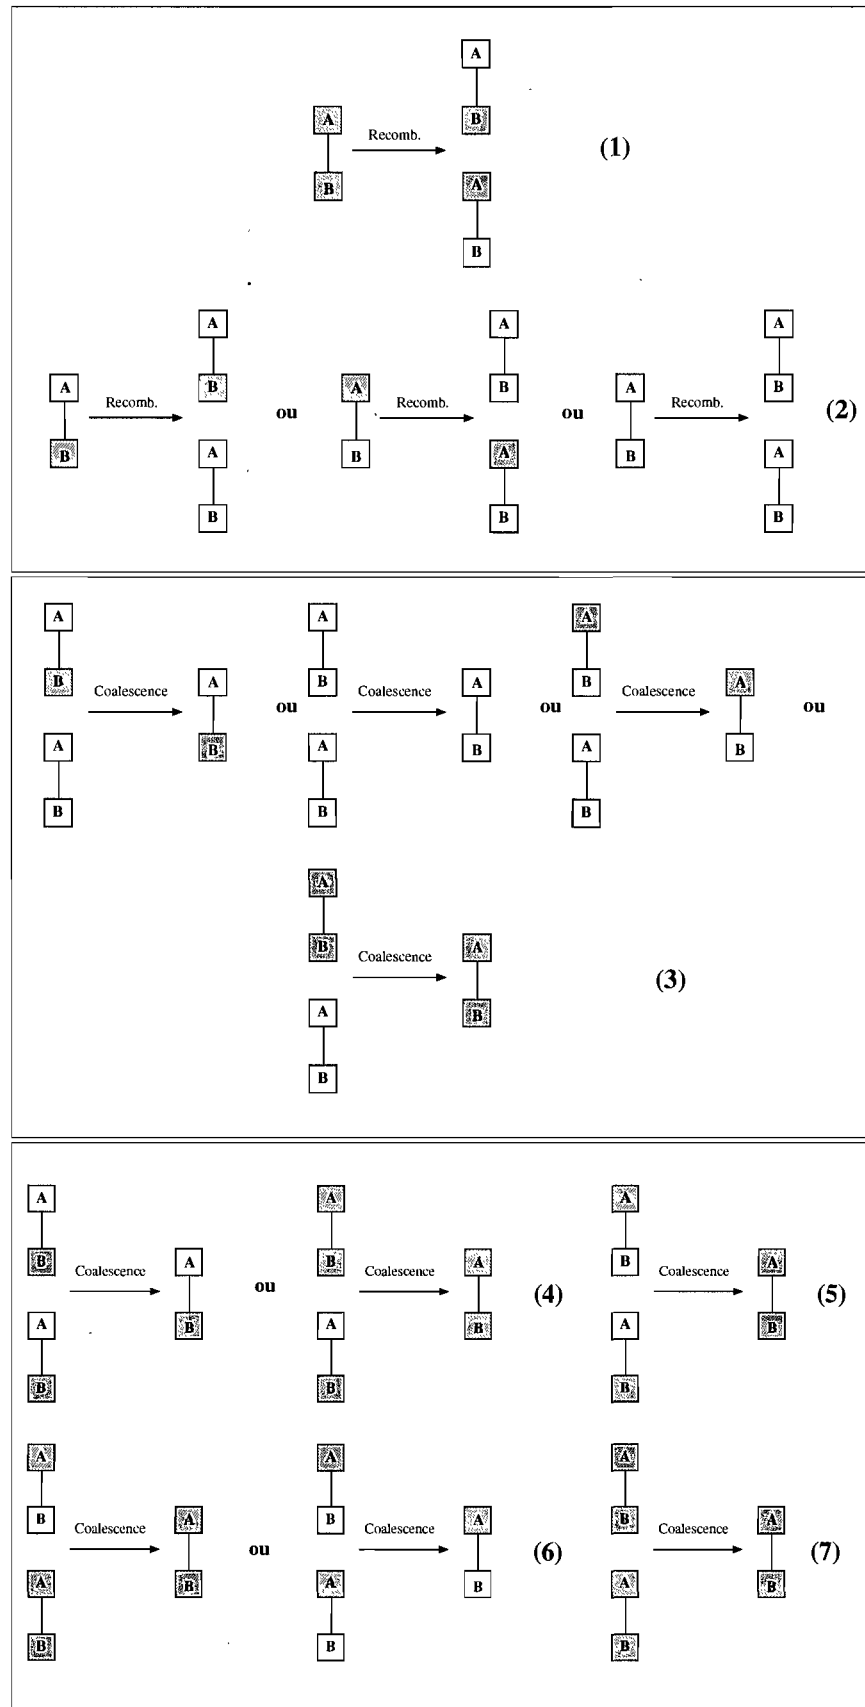 A
A B
Recomb. (1)
B A
B
A A A
A B A B A B
Recomb. ou Recomb. ou Recomb. (2)
B A B A B A
B B B
A A A
B A B A B A
Coalescence ou Coalescence ou Coalescence ou
A B A B A B
B B B
A
B A
Coalescence (3)
A B
B
A A A
B A B A B A
Coalescence ou Coalescence (4) Coalescence (5)
A B A B A B
B B B
A A A
B A B A B A
Coalescence ou Coalescence (6) Coalescence (7)
A B A B A B
B B B